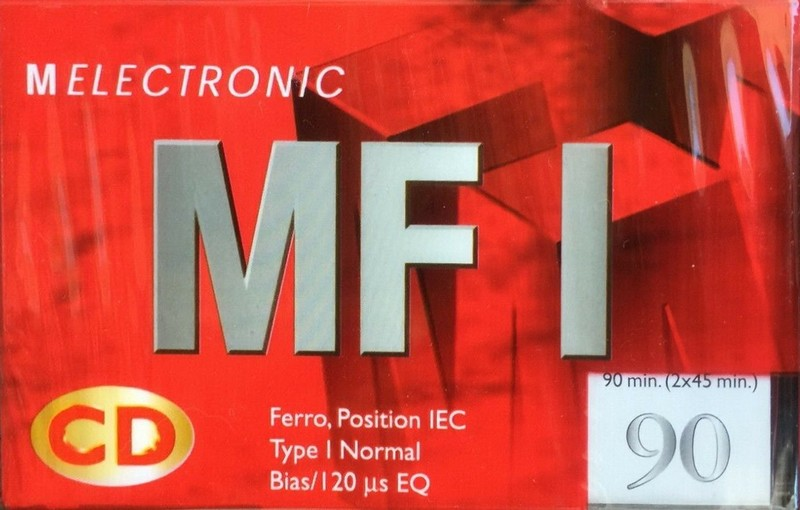 MELECTRONIC
MF I
CD
Ferro, Position IEC
Type I Normal
Bias/120 µs EQ
90 min. (2x45 min.)
90